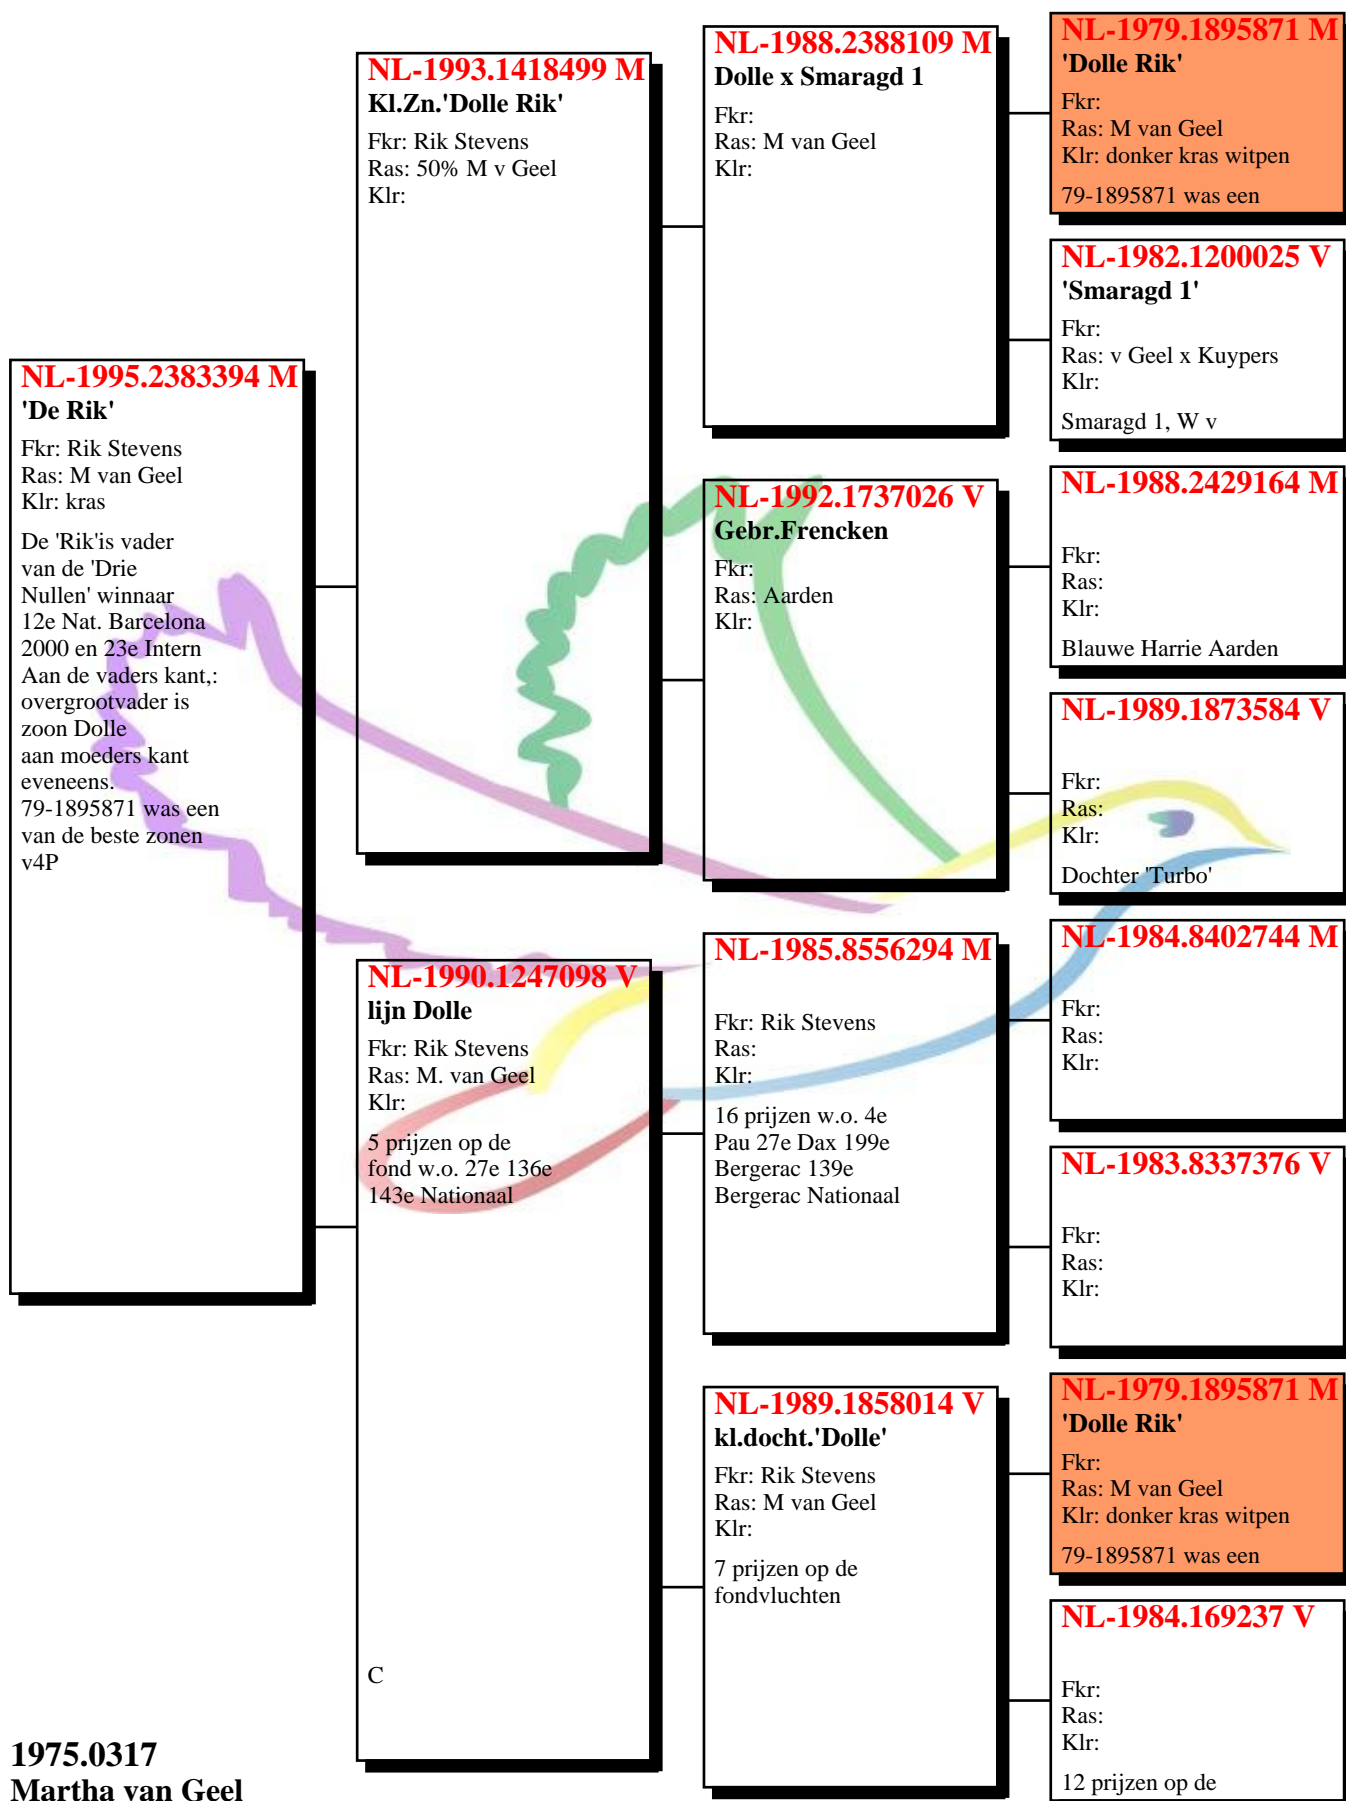 NL-1995.2383394 M
'De Rik'
Fkr: Rik Stevens
Ras: M van Geel
Klr: kras
De 'Rik'is vader
van de 'Drie
Nullen' winnaar
12e Nat. Barcelona
2000 en 23e Intern
Aan de vaders kant,:
overgrootvader is
zoon Dolle
aan moeders kant
eveneens.
79-1895871 was een
van de beste zonen
v4P
NL-1993.1418499 M
Kl.Zn.'Dolle Rik'
Fkr: Rik Stevens
Ras: 50% M v Geel
Klr:
NL-1990.1247098 V
lijn Dolle
Fkr: Rik Stevens
Ras: M. van Geel
Klr:
5 prijzen op de
fond w.o. 27e 136e
143e Nationaal
C
NL-1988.2388109 M
Dolle x Smaragd 1
Fkr:
Ras: M van Geel
Klr:
NL-1992.1737026 V
Gebr.Frencken
Fkr:
Ras: Aarden
Klr:
NL-1985.8556294 M
Fkr: Rik Stevens
Ras:
Klr:
16 prijzen w.o. 4e
Pau 27e Dax 199e
Bergerac 139e
Bergerac Nationaal
NL-1989.1858014 V
kl.docht.'Dolle'
Fkr: Rik Stevens
Ras: M van Geel
Klr:
7 prijzen op de
fondvluchten
NL-1979.1895871 M
'Dolle Rik'
Fkr:
Ras: M van Geel
Klr: donker kras witpen
79-1895871 was een
NL-1982.1200025 V
'Smaragd 1'
Fkr:
Ras: v Geel x Kuypers
Klr:
Smaragd 1, W v
NL-1988.2429164 M
Fkr:
Ras:
Klr:
Blauwe Harrie Aarden
NL-1989.1873584 V
Fkr:
Ras:
Klr:
Dochter 'Turbo'
NL-1984.8402744 M
Fkr:
Ras:
Klr:
NL-1983.8337376 V
Fkr:
Ras:
Klr:
NL-1979.1895871 M
'Dolle Rik'
Fkr:
Ras: M van Geel
Klr: donker kras witpen
79-1895871 was een
NL-1984.169237 V
Fkr:
Ras:
Klr:
12 prijzen op de
1975.0317
Martha van Geel